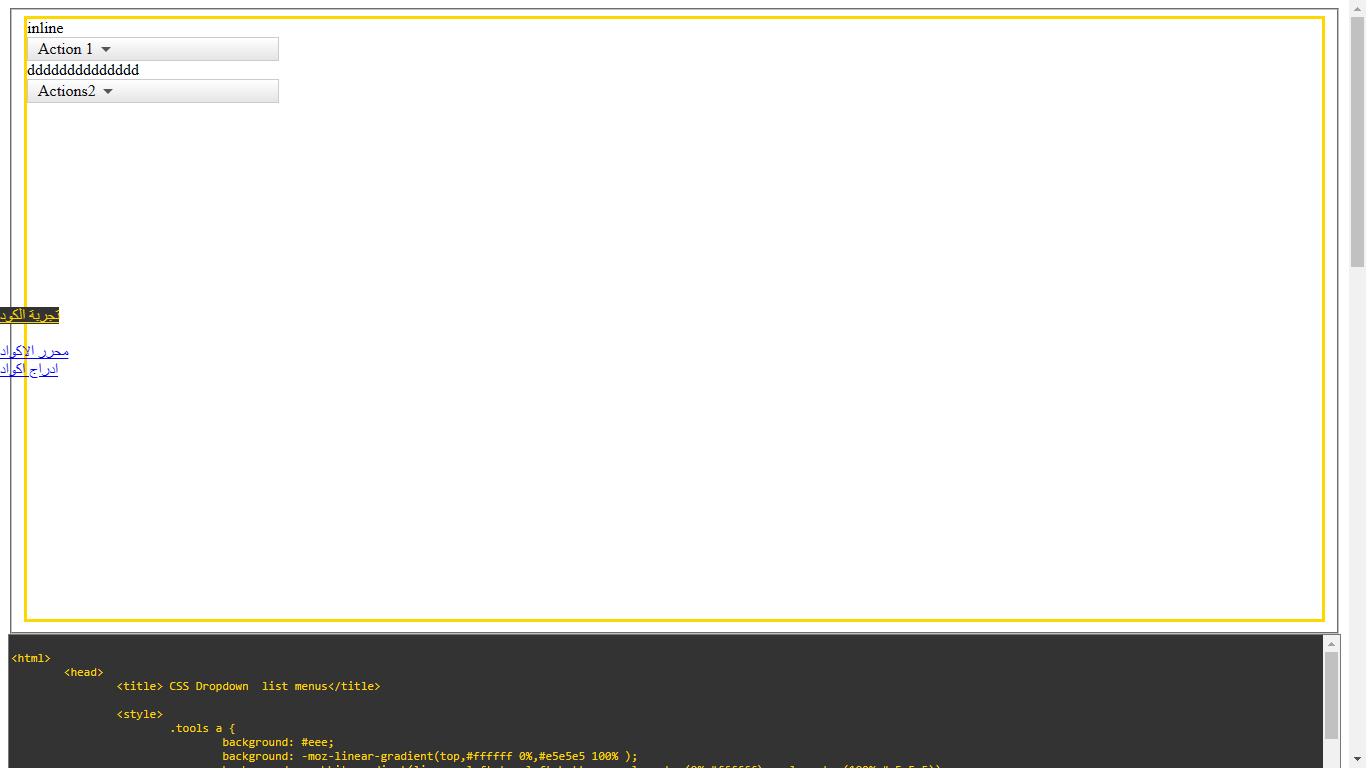 inline
Action 1
dddddddddddddd
Actions2
تجربة الكود
محرر الاكواد
ادراج اكواد
<html>
<head>
<title> CSS Dropdown  list menus</title>
<style>
.tools a {
background: #eee;
background: -moz-linear-gradient(top,#ffffff 0%,#e5e5e5 100% );